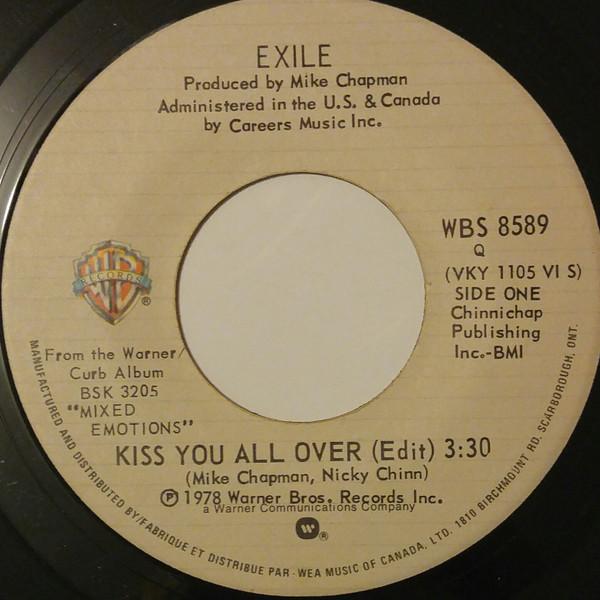 EXILE
Produced by Mike Chapman
Administered in the U.S. & Canada
by Careers Music Inc.
WBS 8589
Q
(VKY 1105 VI S)
SIDE ONE
Chinnichap
Publishing
Inc.-BMI
RECORDS
®
From the Warner/
Curb Album
BSK 3205
"MIXED
EMOTIONS"
KISS YOU ALL OVER (Edit) 3:30
(Mike Chapman, Nicky Chinn)
℗ 1978 Warner Bros. Records Inc.
a Warner Communications Company
®
MANUFACTURED AND DISTRIBUTED BY/FABRIQUE ET DISTRIBUE PAR - WEA MUSIC OF CANADA, LTD. 1810 BIRCHMOUNT RD. SCARBOROUGH, ONT.